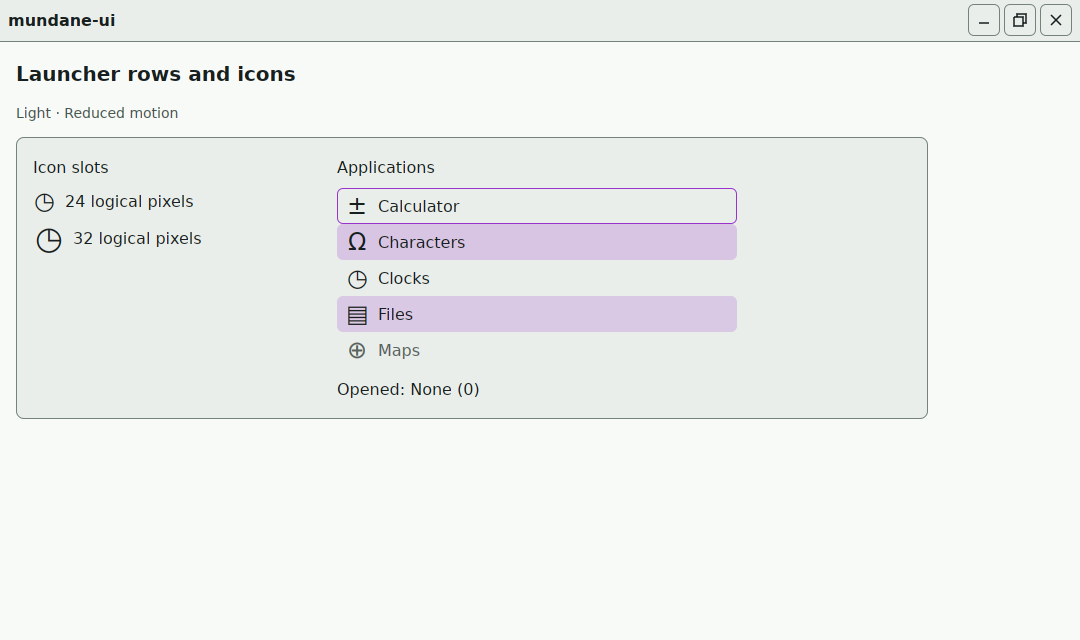 mundane-ui
Launcher rows and icons
Light · Reduced motion
Icon slots
24 logical pixels
32 logical pixels
Applications
± Calculator
Ω Characters
Clocks
Files
Maps
Opened: None (0)